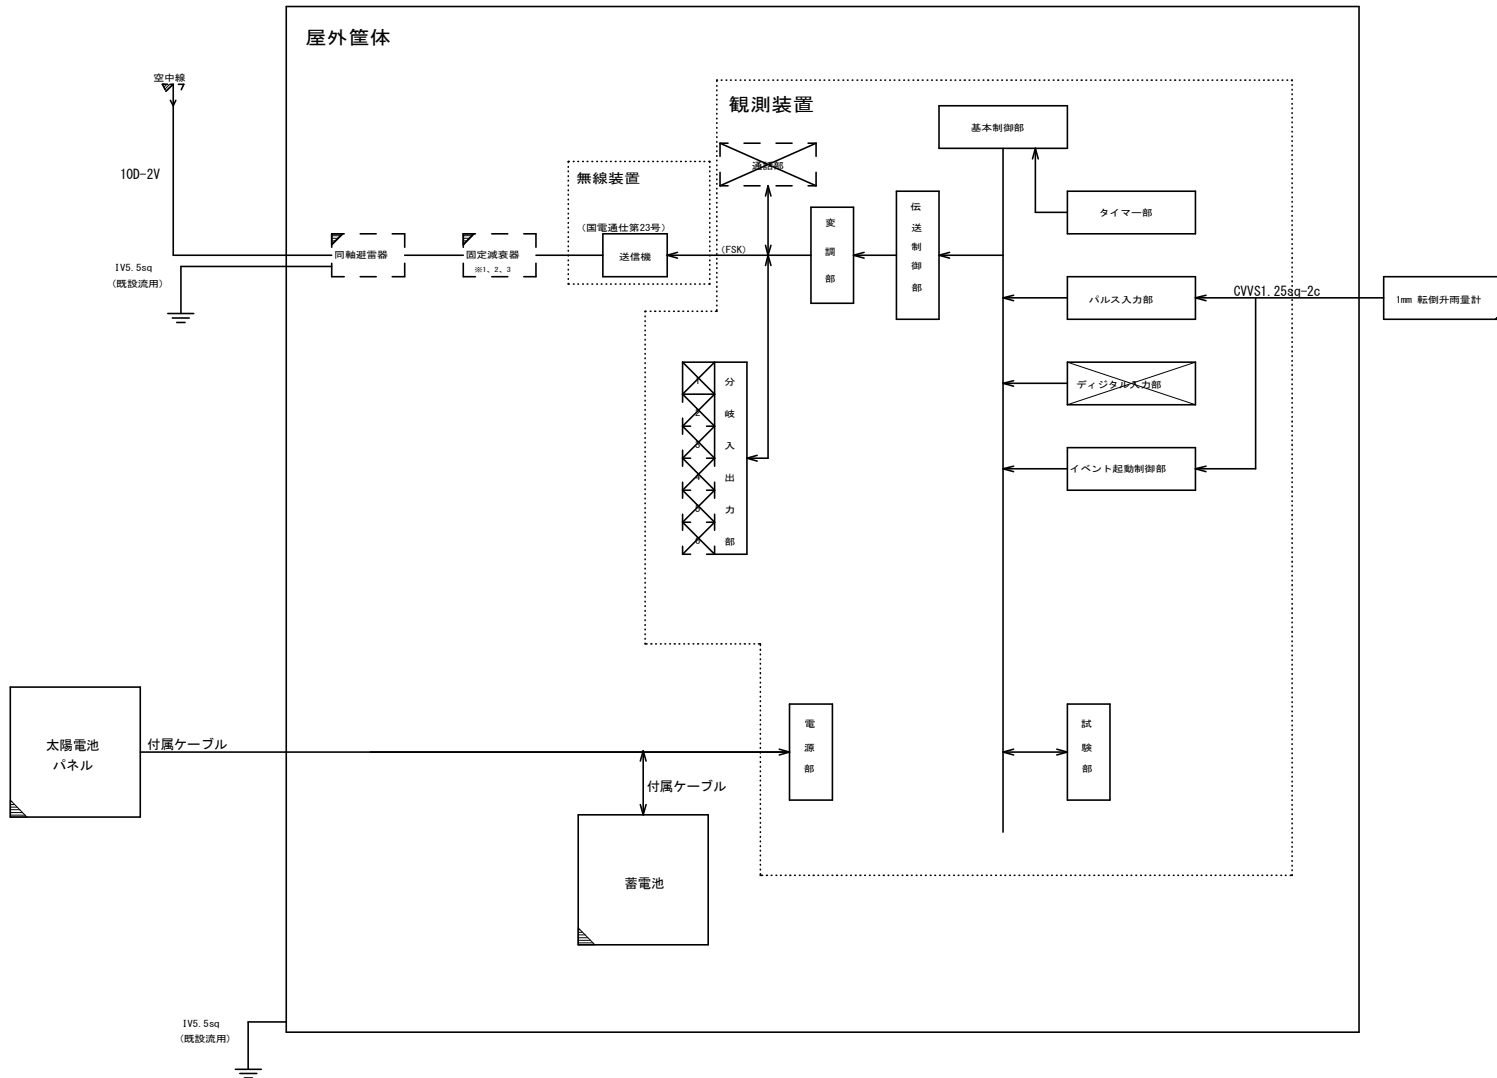 屋外筐体
空中線
10D-2V
観測装置
基本制御部
通話部
無線装置
(国電通仕第23号)
送信機
(FSK)
変調部
伝送制御部
タイマー部
同軸避雷器
固定減衰器
※1、2、3
IV5.5sq
(既設流用)
パルス入力部
CVVS1.25sq-2c
1mm 転倒升雨量計
ディジタル入力部
イベント起動制御部
1
2
3
4
5
6
分岐入出力部
太陽電池
パネル
付属ケーブル
電源部
試験部
付属ケーブル
蓄電池
IV5.5sq
(既設流用)